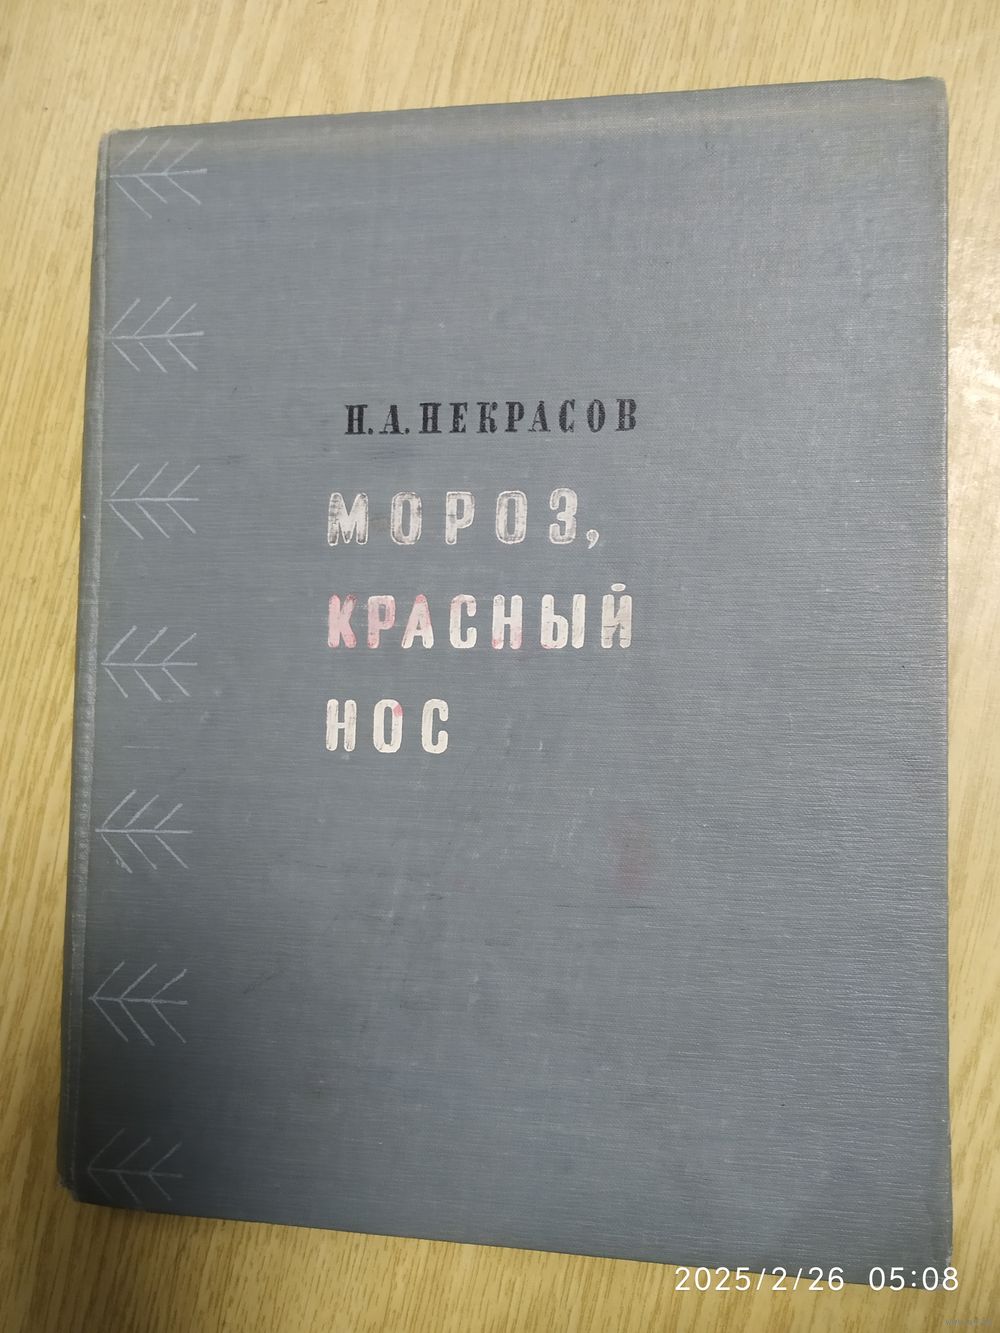 Н. А. НЕКРАСОВ
МОРОЗ,
КРАСНЫЙ
НОС
2025/2/26 05:08